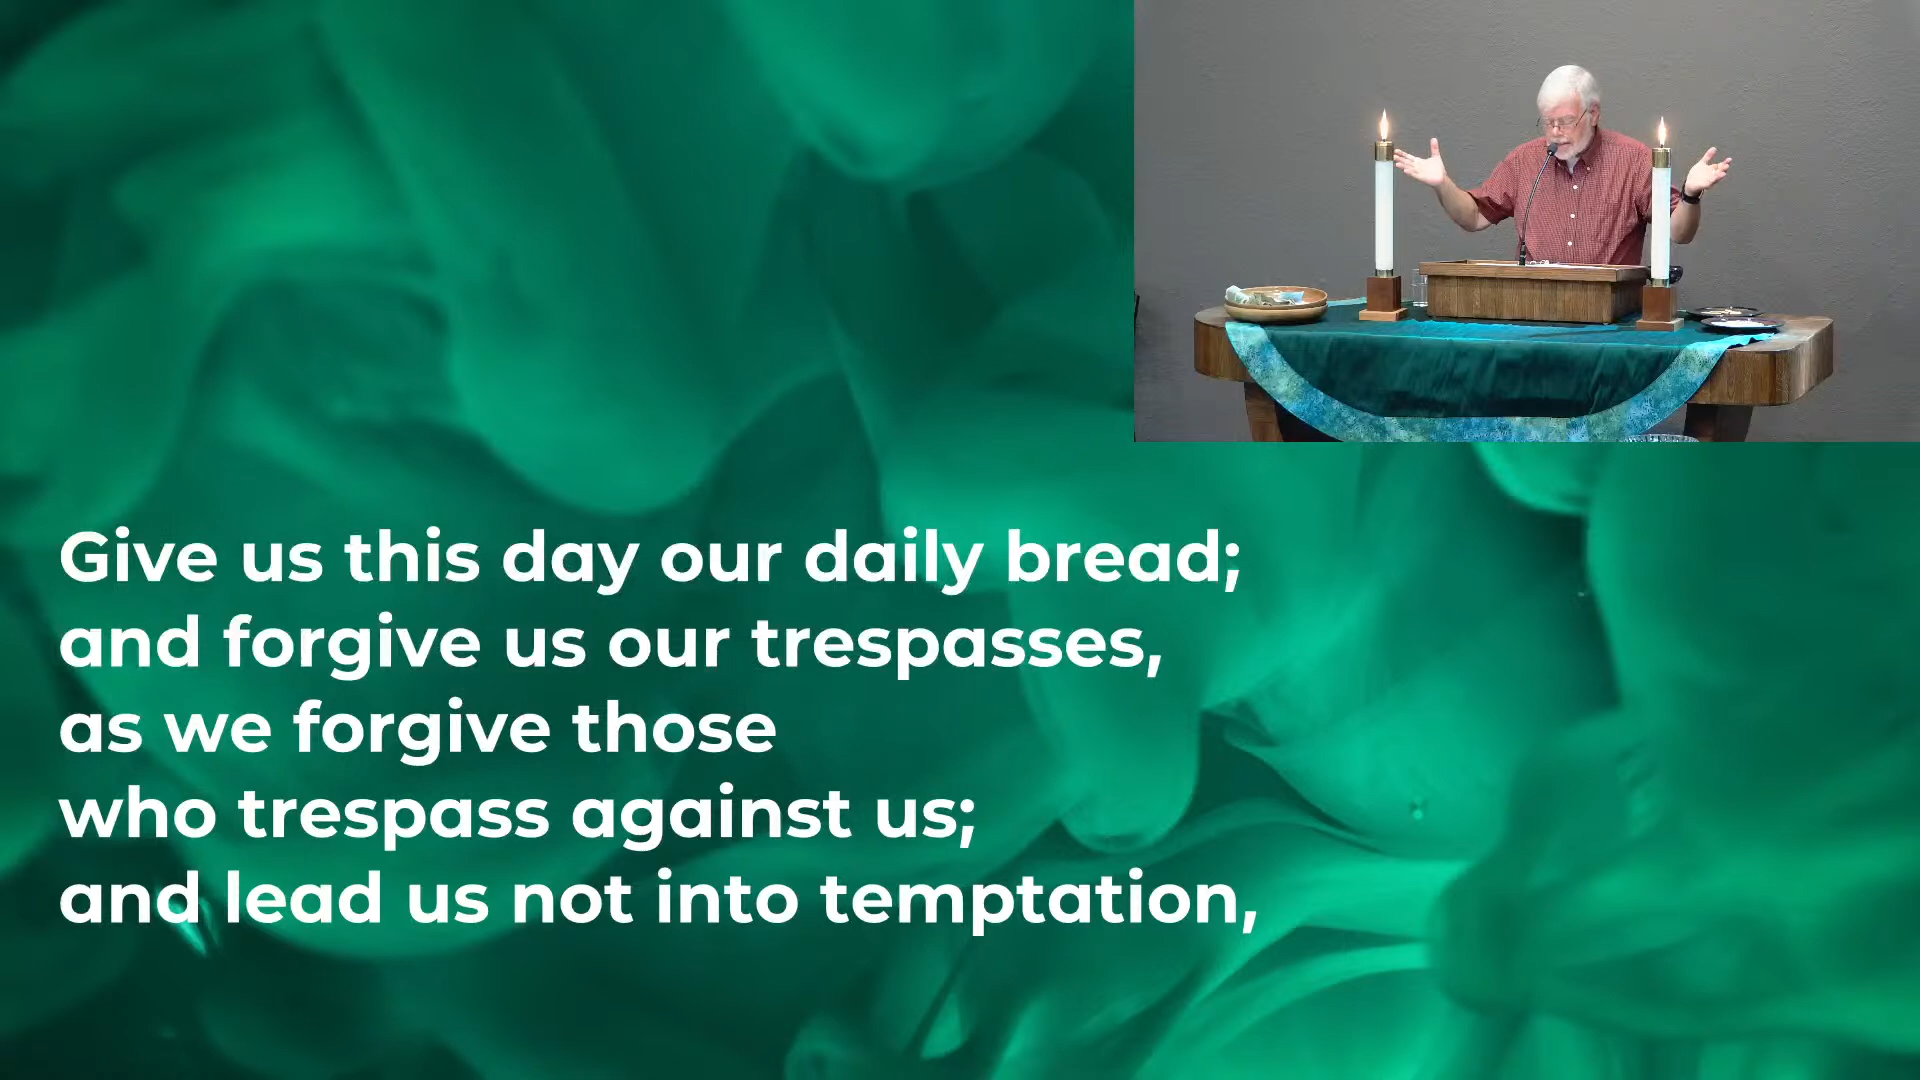 Give us this day our daily bread;
and forgive us our trespasses,
as we forgive those
who trespass against us;
and lead us not into temptation,